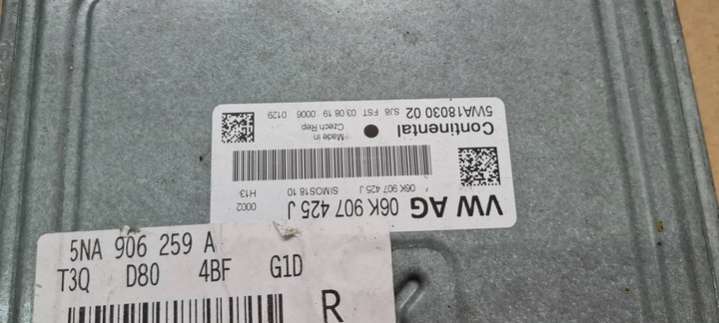 VW AG 06K 907 425 J
06K 907 425 J SIMOS18.10 0002 H13
Continental
Made in
Czech Rep
5WA18030 02
SJ8 FST 03.08.19 0006 0129
5NA 906 259 A
T3Q D80 4BF G1D
R